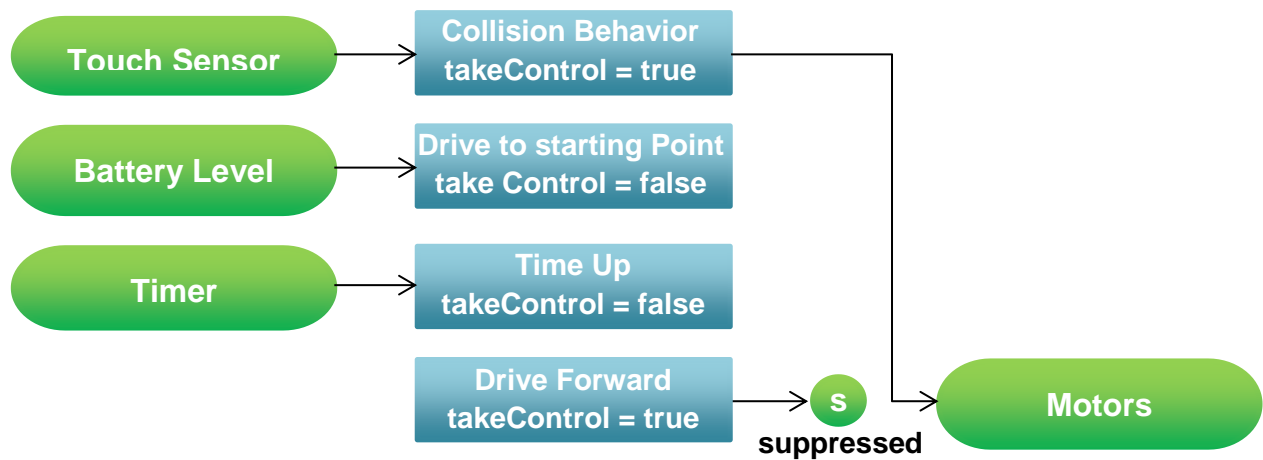 Touch Sensor
Collision Behavior
takeControl = true
Battery Level
Drive to starting Point
take Control = false
Timer
Time Up
takeControl = false
Drive Forward
takeControl = true
s
suppressed
Motors